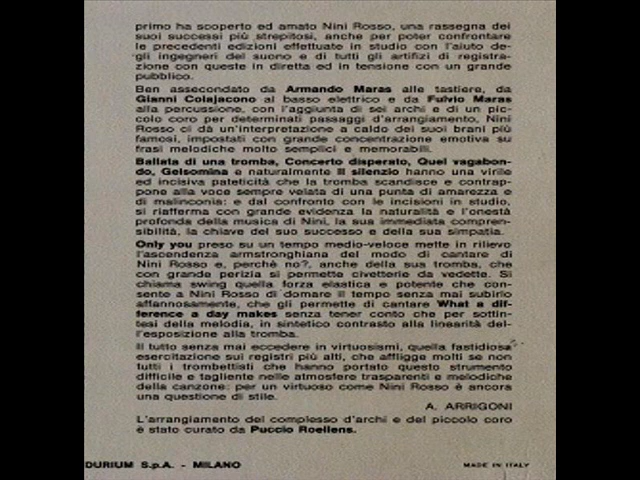 primo ha scoperto ed amato Nini Rosso, una rassegna dei
suoi successi più strepitosi, anche per poter confrontare
le precedenti edizioni effettuate in studio con l'aiuto de-
gli ingegneri del suono e di tutti gli artifizi di registra-
zione con queste in diretta ed in tensione con un grande
pubblico.
Ben assecondato da Armando Maras alle tastiere, da
Gianni Colajacono al basso elettrico e da Fulvio Maras
alla percussione, con l'aggiunta di sei archi e di un pic-
colo coro per determinati passaggi d'arrangiamento, Nini
Rosso ci dà un'interpretazione a caldo dei suoi brani più
famosi, impostati con grande concentrazione emotiva su
frasi melodiche molto semplici e memorabili.
Ballata di una tromba, Concerto disperato, Quel vagabon-
do, Gelsomina e naturalmente Il silenzio hanno una virile
ed incisiva pateticità che la tromba scandisce e contrap-
pone alla voce sempre velata di una punta di amarezza e
di malinconia: e dal confronto con le incisioni in studio,
si riafferma con grande evidenza la naturalità e l'onestà
profonda della musica di Nini, la sua immediata compren-
sibilità, la chiave del suo successo e della sua simpatia.
Only you preso su un tempo medio-veloce mette in rilievo
l'ascendenza armstronghiana del modo di cantare di
Nini Rosso e, perchè no?, anche della sua tromba, che
con grande perizia si permette civetterie da vedette. Si
chiama swing quella forza elastica e potente che con-
sente a Nini Rosso di domare il tempo senza mai subirlo
affannosamente, che gli permette di cantare What a dif-
ference a day makes senza tener conto che per sottin-
tesi della melodia, in sintetico contrasto alla linearità del-
l'esposizione alla tromba.
Il tutto senza mai eccedere in virtuosismi, quella fastidiosa
esercitazione sui registri più alti, che affligge molti se non
tutti i trombettisti che hanno portato questo strumento
difficile e tagliente nelle atmosfere trasparenti e melodiche
della canzone: per un virtuoso come Nini Rosso è ancora
una questione di stile.
A. ARRIGONI
L'arrangiamento del complesso d'archi e del piccolo coro
è stato curato da Puccio Roellens.
DURIUM S.p.A. - MILANO
MADE IN ITALY